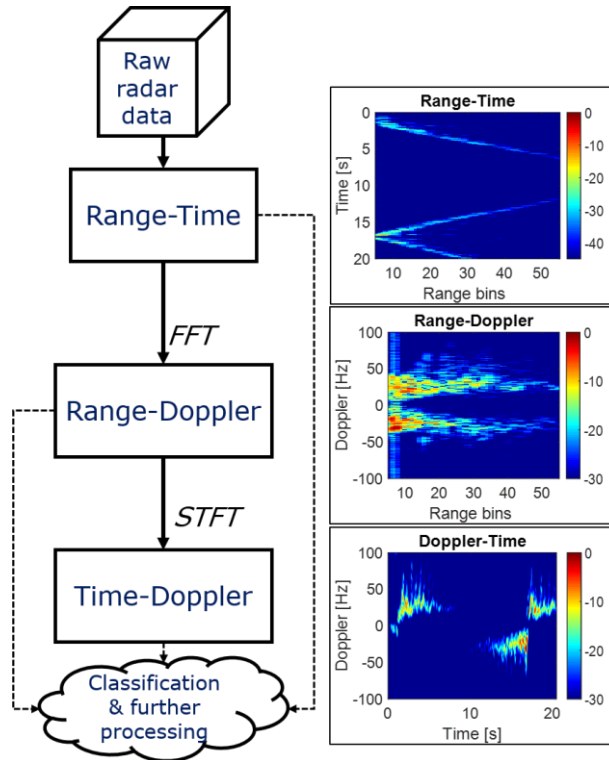 Raw
radar
data
Range-Time
FFT
Range-Doppler
STFT
Time-Doppler
Classification
& further
processing
Range-Time
Time [s]
0
5
10
15
20
10 20 30 40 50
Range bins
0
-10
-20
-30
-40
Range-Doppler
Doppler [Hz]
100
50
0
-50
-100
10 20 30 40 50
Range bins
0
-10
-20
-30
Doppler-Time
Doppler [Hz]
100
50
0
-50
-100
0 10 20
Time [s]
0
-10
-20
-30